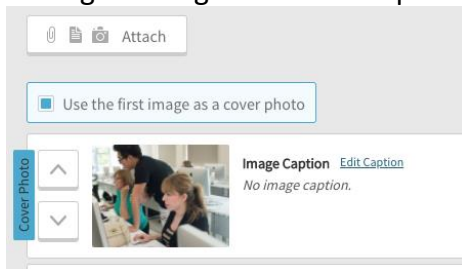 Attach
Use the first image as a cover photo
Cover Photo
Image Caption Edit Caption
No image caption.